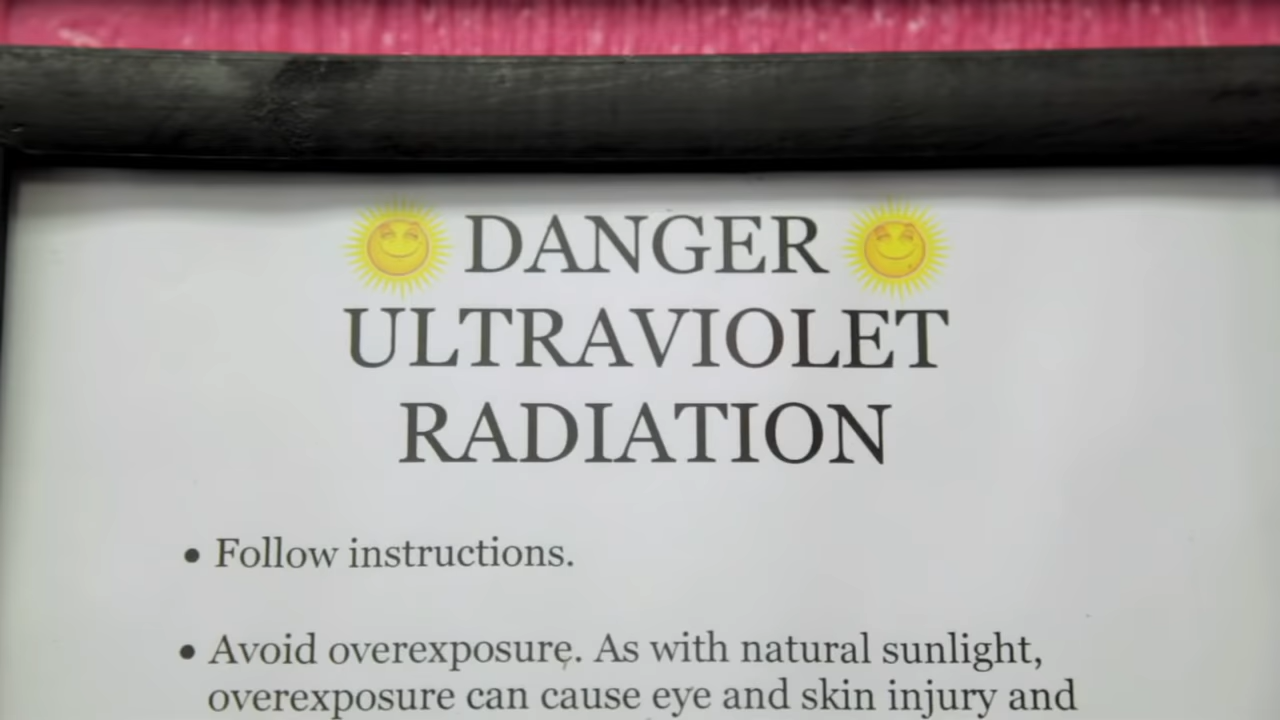 DANGER
ULTRAVIOLET
RADIATION
• Follow instructions.
• Avoid overexposure. As with natural sunlight,
overexposure can cause eye and skin injury and